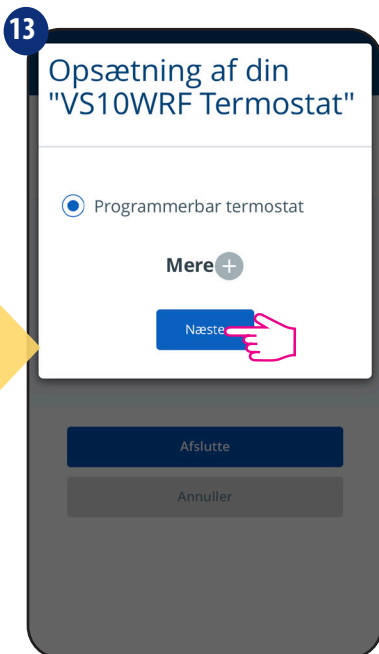 13
Opsætning af din
"VS10WRF Termostat"
Programmerbar termostat
Mere +
Næste
Afslutte
Annuller